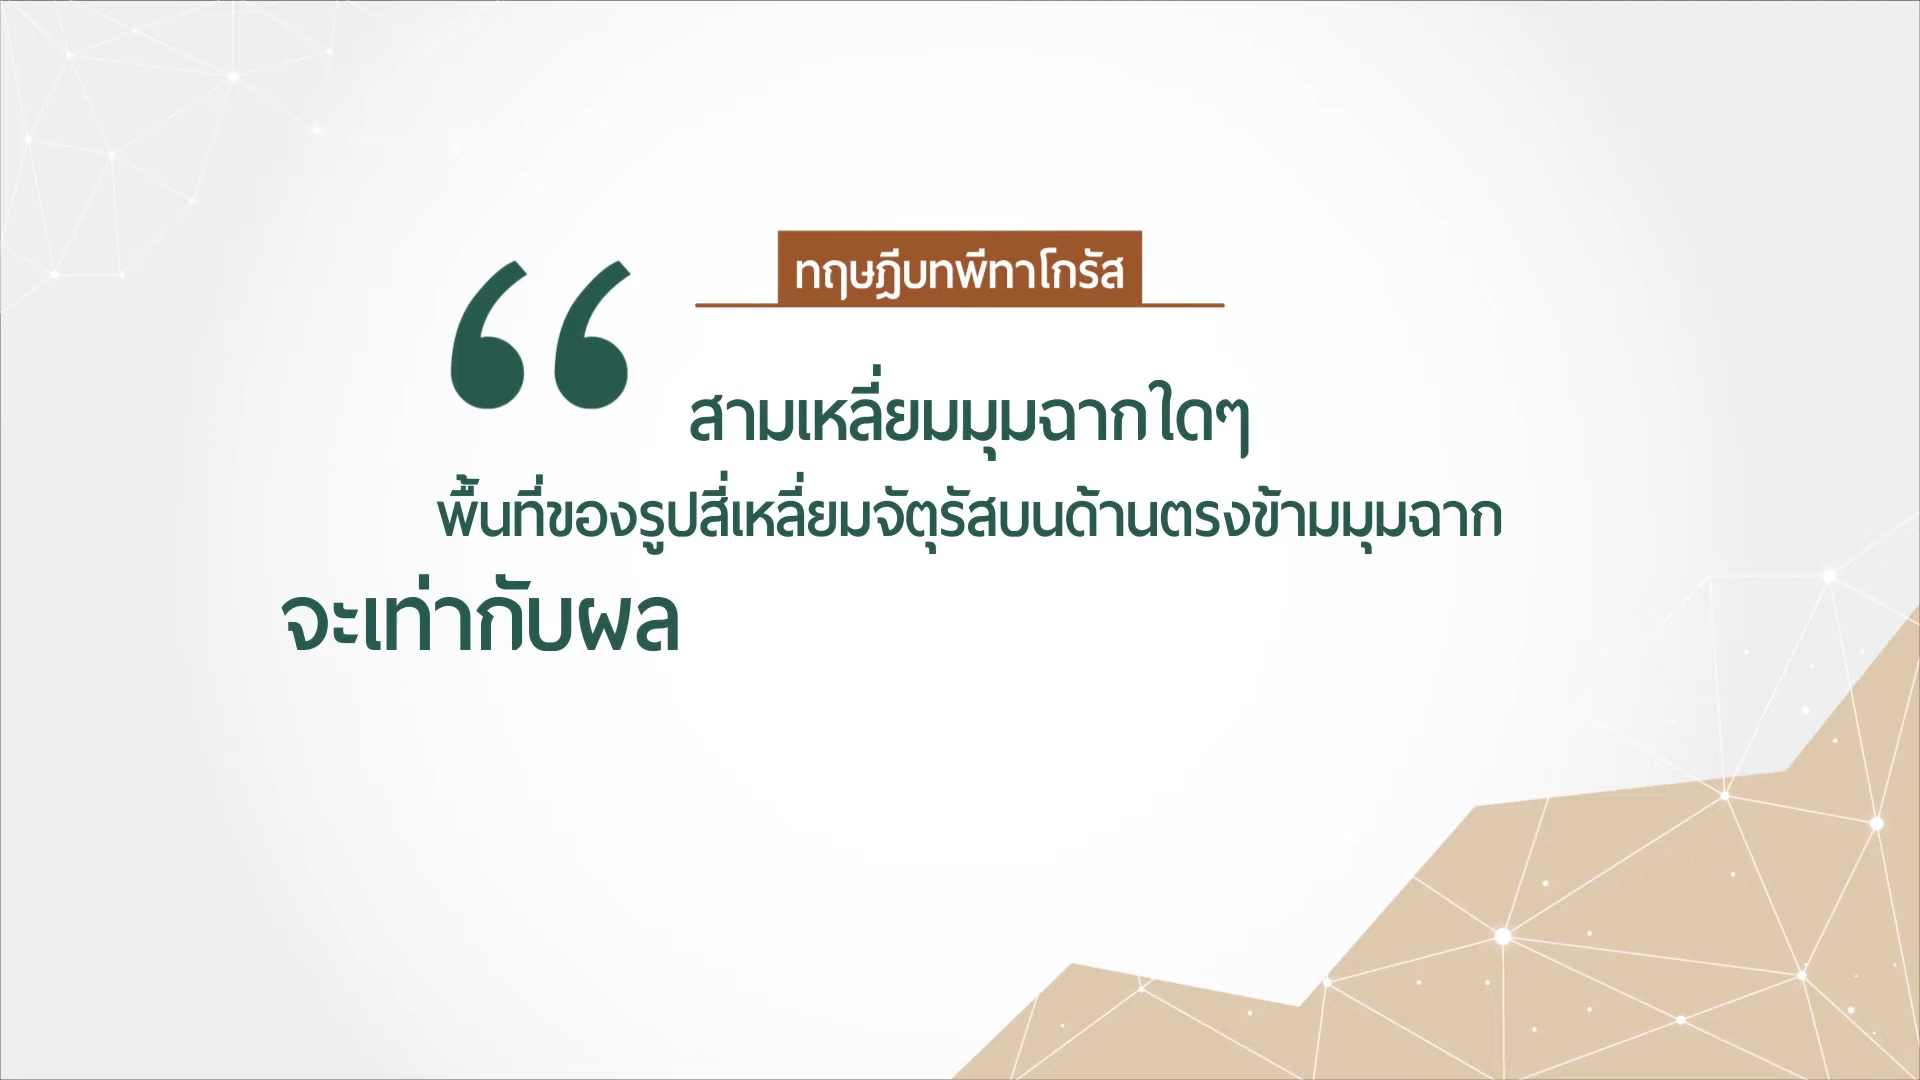 ทฤษฎีบทพีทาโกรัส
สามเหลี่ยมมุมฉากใดๆ
พื้นที่ของรูปสี่เหลี่ยมจัตุรัสบนด้านตรงข้ามมุมฉาก
จะเท่ากับผล